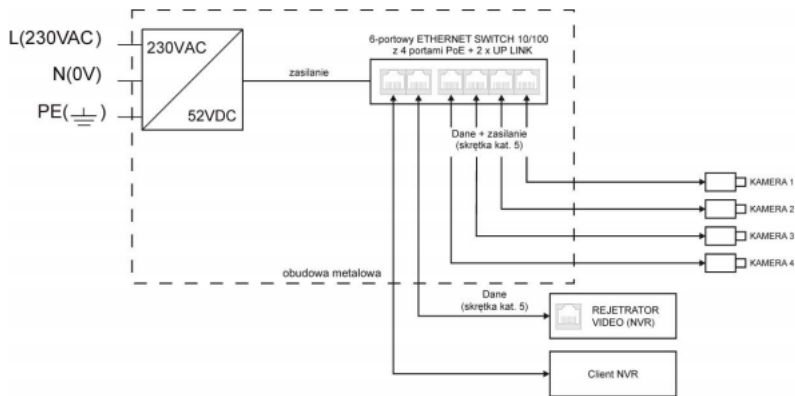 6-portowy ETHERNET SWITCH 10/100
z 4 portami PoE + 2 x UP LINK
L(230VAC)
230VAC
N(0V)
zasilanie
PE( )
52VDC
Dane + zasilanie
(skrętka kat. 5)
KAMERA 1
KAMERA 2
KAMERA 3
KAMERA 4
obudowa metalowa
Dane
(skrętka kat. 5)
REJETRATOR
VIDEO (NVR)
Client NVR